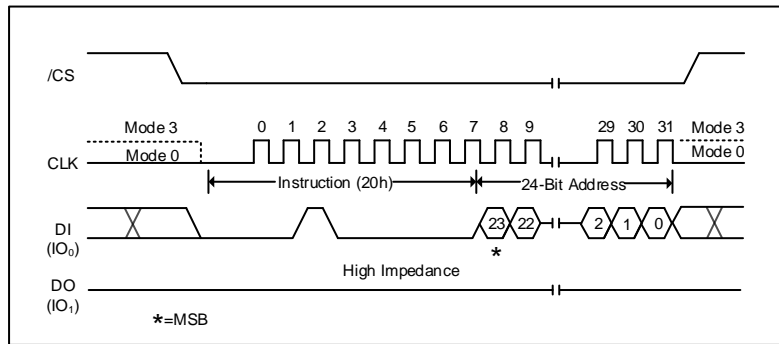 /CS
0 1 2 3 4 5 6 7 8 9 29 30 31
Mode 3 Mode 3
CLK Mode 0 Mode 0
Instruction (20h) 24-Bit Address
DI 23 22 2 1 0
(IO0)
*
High Impedance
DO
(IO1)
*=MSB